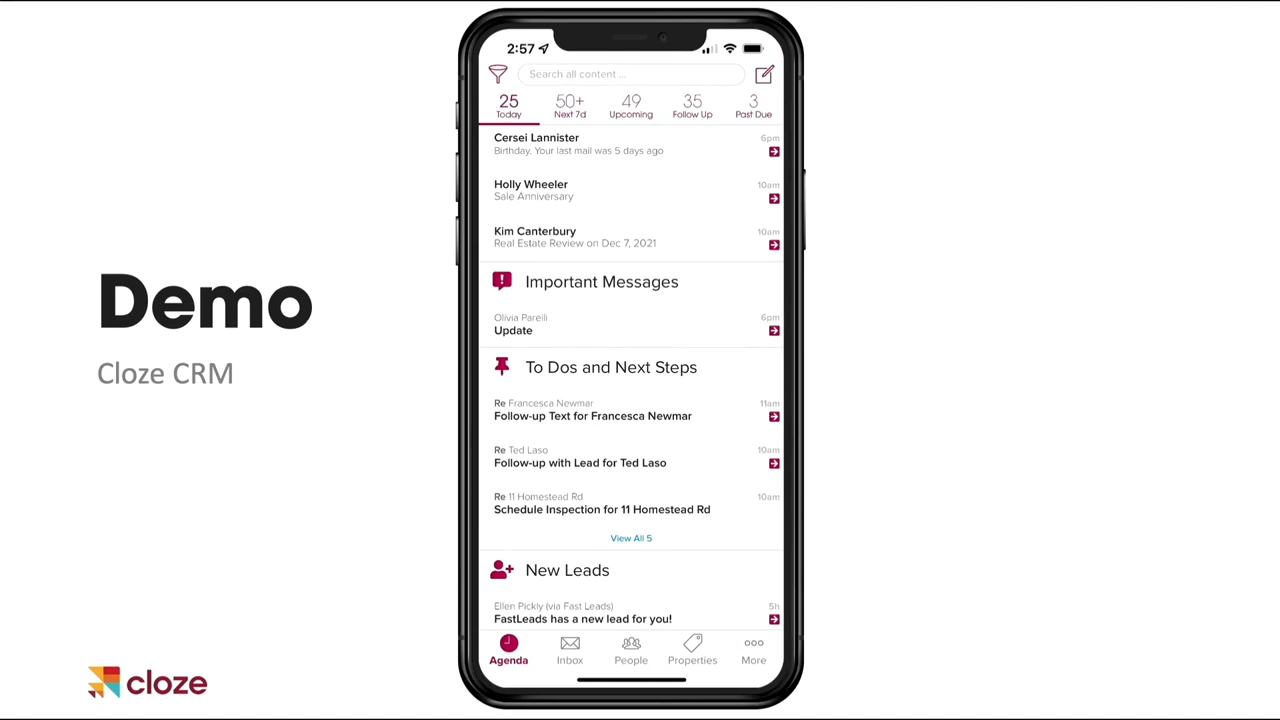 Demo
Cloze CRM
cloze
2:57
Search all content ...
25 50+ 49 35 3
Today Next 7d Upcoming Follow Up Past Due
Cersei Lannister 6pm
Birthday. Your last mail was 5 days ago
Holly Wheeler 10am
Sale Anniversary
Kim Canterbury 10am
Real Estate Review on Dec 7, 2021
Important Messages
Olivia Pareili 6pm
Update
To Dos and Next Steps
Re Francesca Newmar 11am
Follow-up Text for Francesca Newmar
Re Ted Laso 10am
Follow-up with Lead for Ted Laso
Re 11 Homestead Rd 10am
Schedule Inspection for 11 Homestead Rd
View All 5
New Leads
Ellen Pickly (via Fast Leads) 5h
FastLeads has a new lead for you!
Agenda Inbox People Properties More